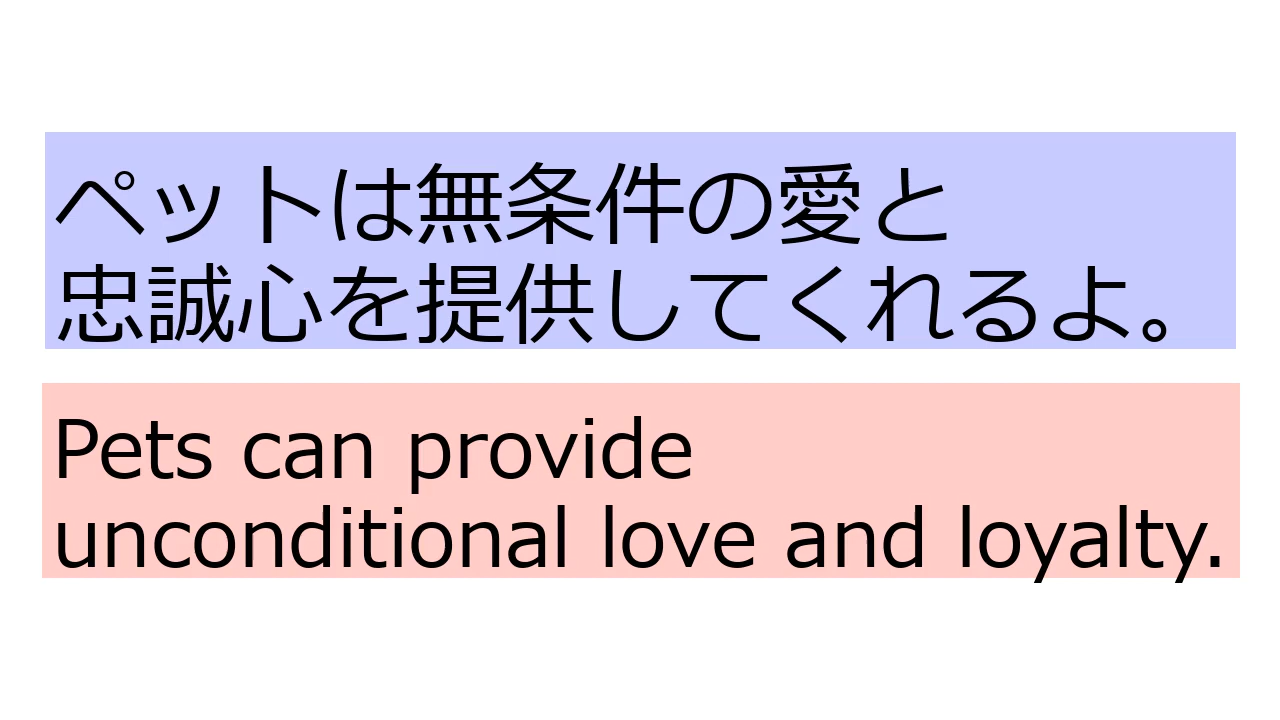 ペットは無条件の愛と
忠誠心を提供してくれるよ。
Pets can provide
unconditional love and loyalty.